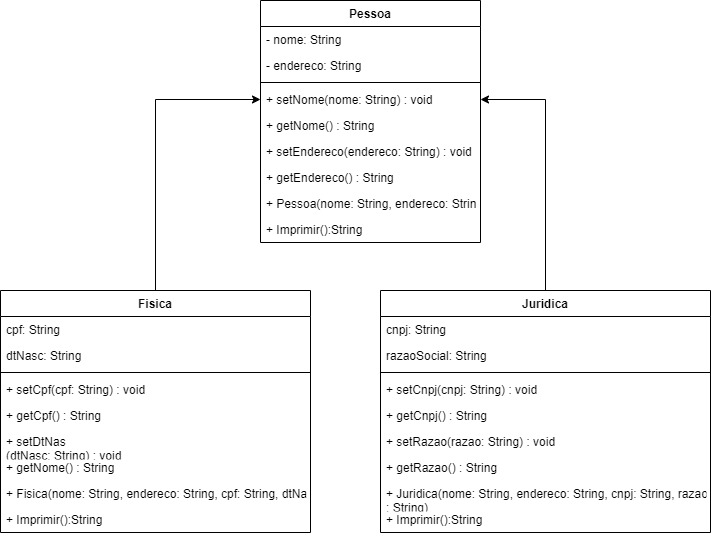 Pessoa
- nome: String
- endereco: String
+ setNome(nome: String) : void
+ getNome() : String
+ setEndereco(endereco: String) : void
+ getEndereco() : String
+ Pessoa(nome: String, endereco: Strin
+ Imprimir():String
Fisica
cpf: String
dtNasc: String
+ setCpf(cpf: String) : void
+ getCpf() : String
+ setDtNas
(dtNasc: String) : void
+ getNome() : String
+ Fisica(nome: String, endereco: String, cpf: String, dtNa
+ Imprimir():String
Juridica
cnpj: String
razaoSocial: String
+ setCnpj(cnpj: String) : void
+ getCnpj() : String
+ setRazao(razao: String) : void
+ getRazao() : String
+ Juridica(nome: String, endereco: String, cnpj: String, razao
: String)
+ Imprimir():String